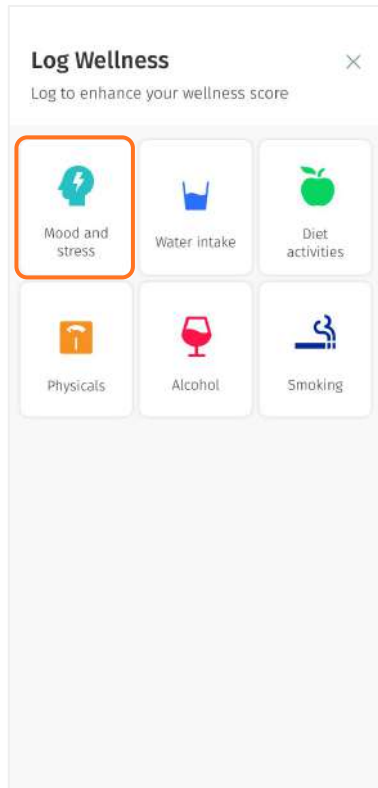 Log Wellness
Log to enhance your wellness score
Mood and
stress
Water intake
Diet
activities
Physicals
Alcohol
Smoking